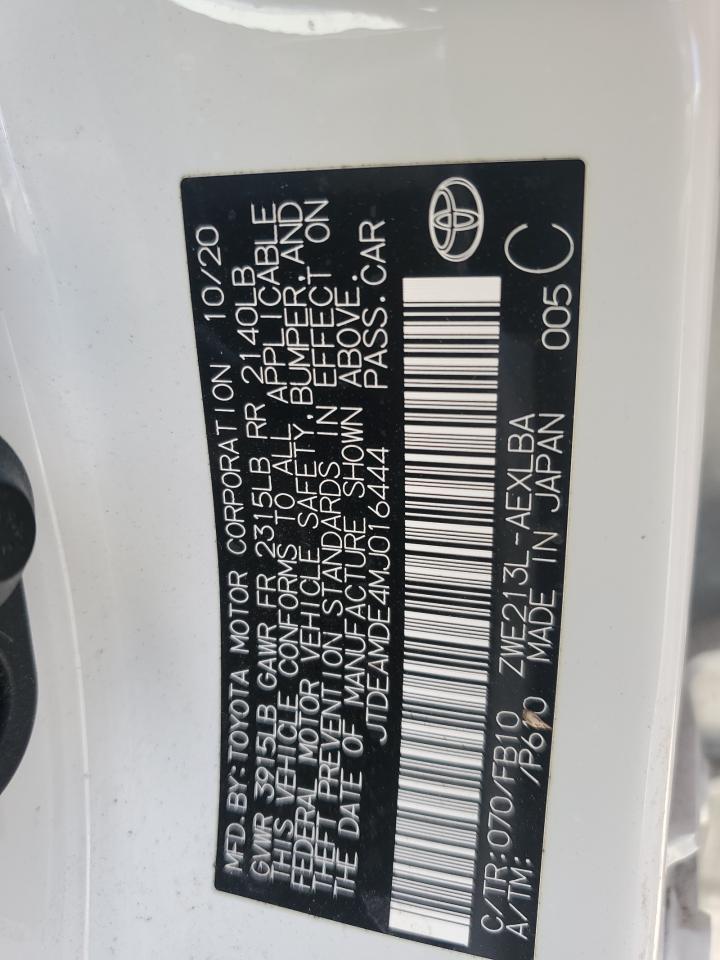 MFD.BY:TOYOTA MOTOR CORPORATION 10/20
GVWR 3915LB GAWR FR 2315LB RR 2140LB
THIS VEHICLE CONFORMS TO ALL APPLICABLE
FEDERAL MOTOR VEHICLE SAFETY,BUMPER,AND
THEFT PREVENTION STANDARDS IN EFFECT ON
THE DATE OF MANUFACTURE SHOWN ABOVE.
JTDEAMDE4MJ016444 PASS.CAR
C/TR:070/FB10 ZWE213L-AEXLBA 005 C
A/TM: /P610 MADE IN JAPAN